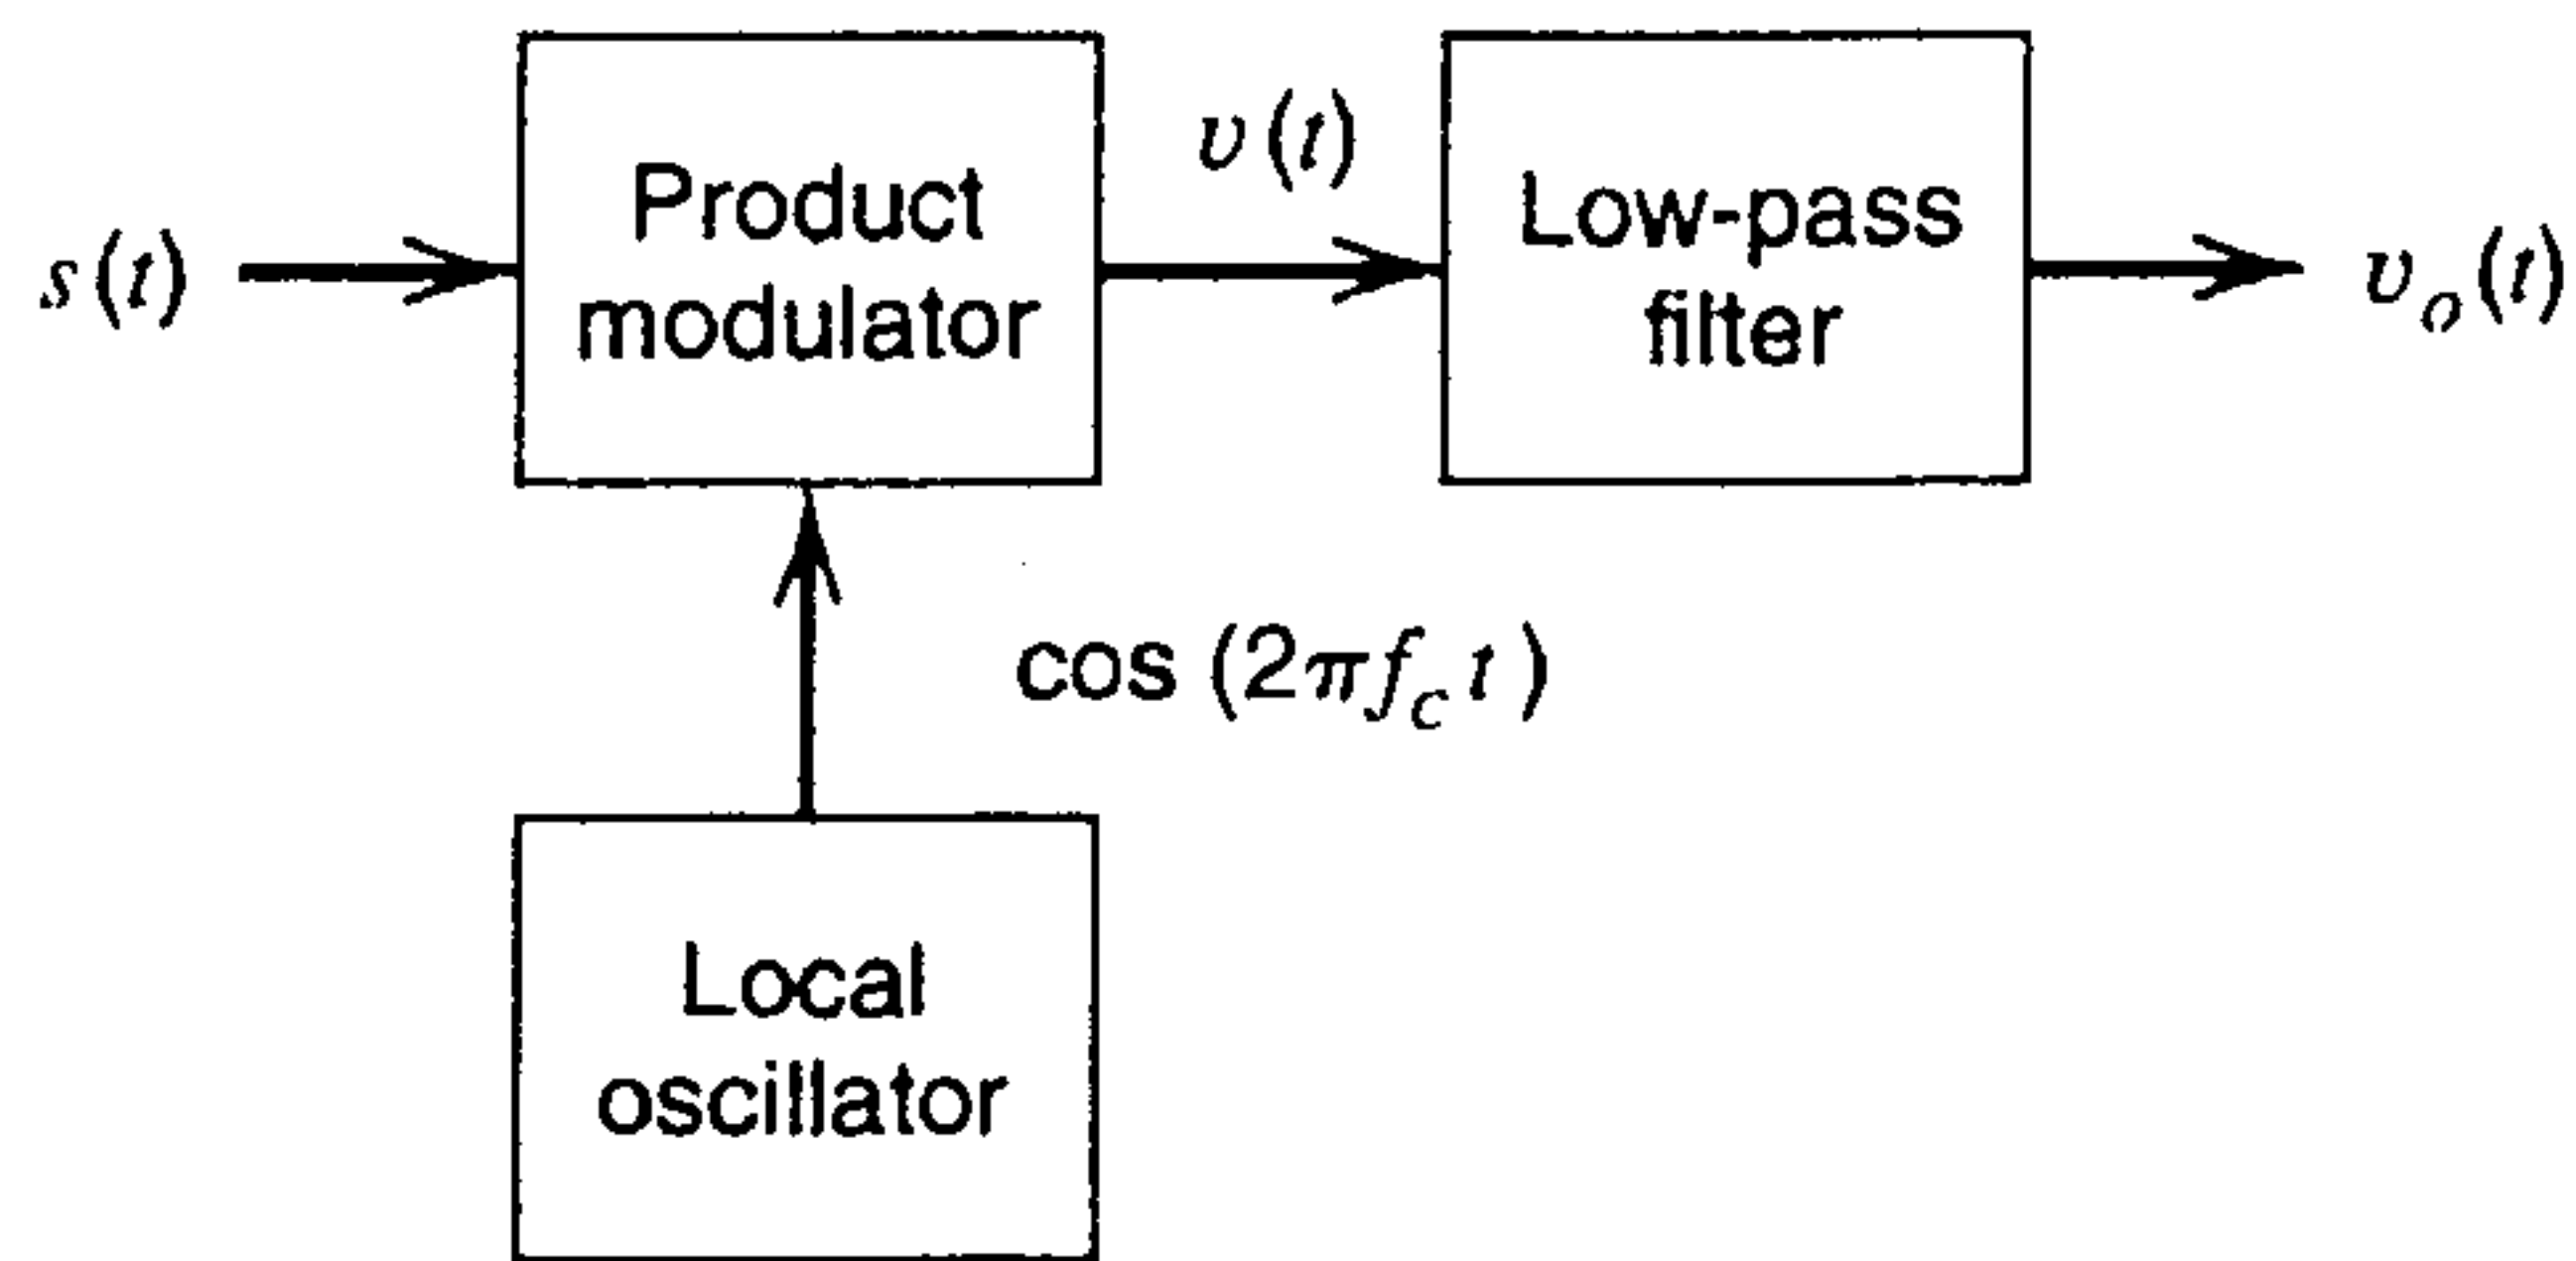 s(t)
Product
modulator
v(t)
Low-pass
filter
v_o(t)
cos (2πf_c t)
Local
oscillator